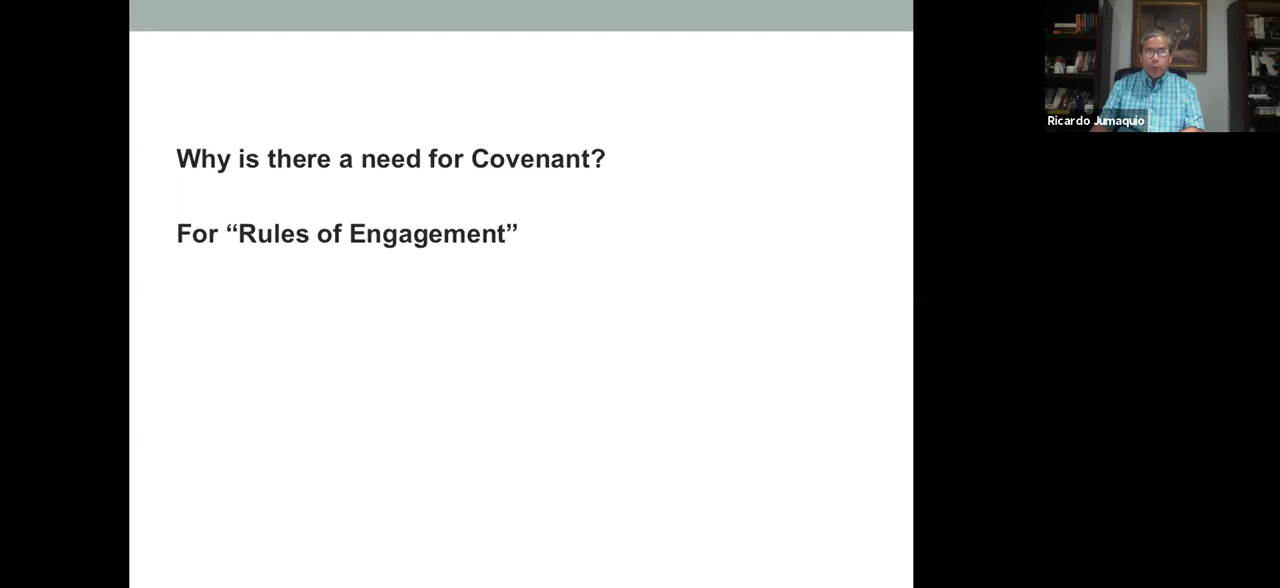 Why is there a need for Covenant?
For “Rules of Engagement”
Ricardo Jumaquio